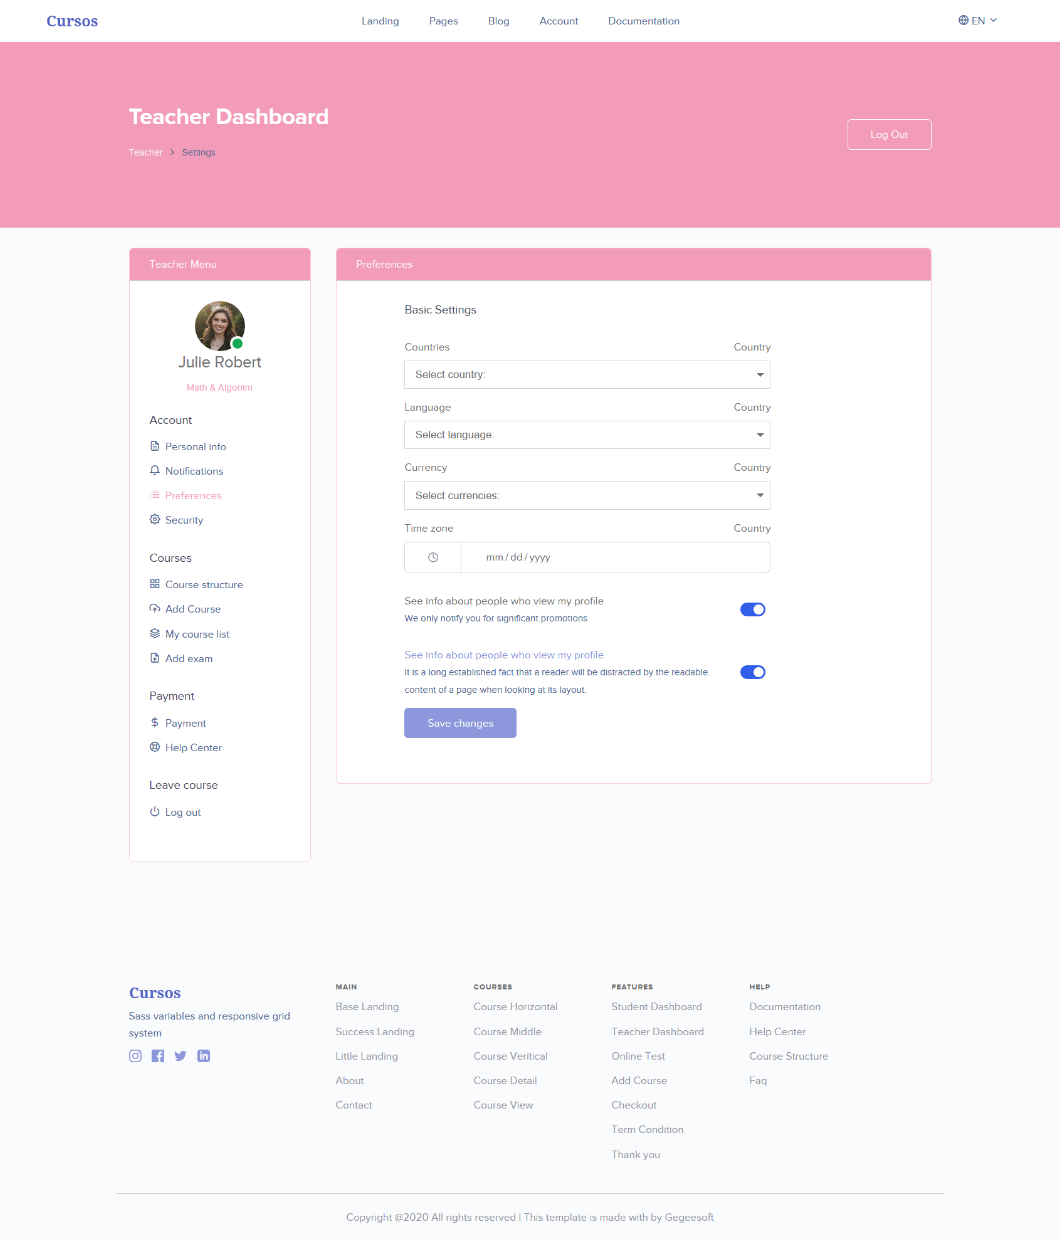 Cursos
Landing
Pages
Blog
Account
Documentation
EN
Teacher Dashboard
Teacher > Settings
Log Out
Teacher Menu
Julie Robert
Math & Algoritm
Account
Personal info
Notifications
Preferences
Security
Courses
Course structure
Add Course
My course list
Add exam
Payment
Payment
Help Center
Leave course
Log out
Preferences
Basic Settings
Countries Country
Select country:
Language Country
Select language:
Currency Country
Select currencies:
Time zone Country
mm / dd / yyyy
See info about people who view my profile
We only notify you for significant promotions
See info about people who view my profile
It is a long established fact that a reader will be distracted by the readable
content of a page when looking at its layout.
Save changes
Cursos
Sass variables and responsive grid
system
MAIN
Base Landing
Success Landing
Little Landing
About
Contact
COURSES
Course Horizontal
Course Middle
Course Veritical
Course Detail
Course View
FEATURES
Student Dashboard
Teacher Dashboard
Online Test
Add Course
Checkout
Term Condition
Thank you
HELP
Documentation
Help Center
Course Structure
Faq
Copyright @2020 All rights reserved | This template is made with by Gegeesoft